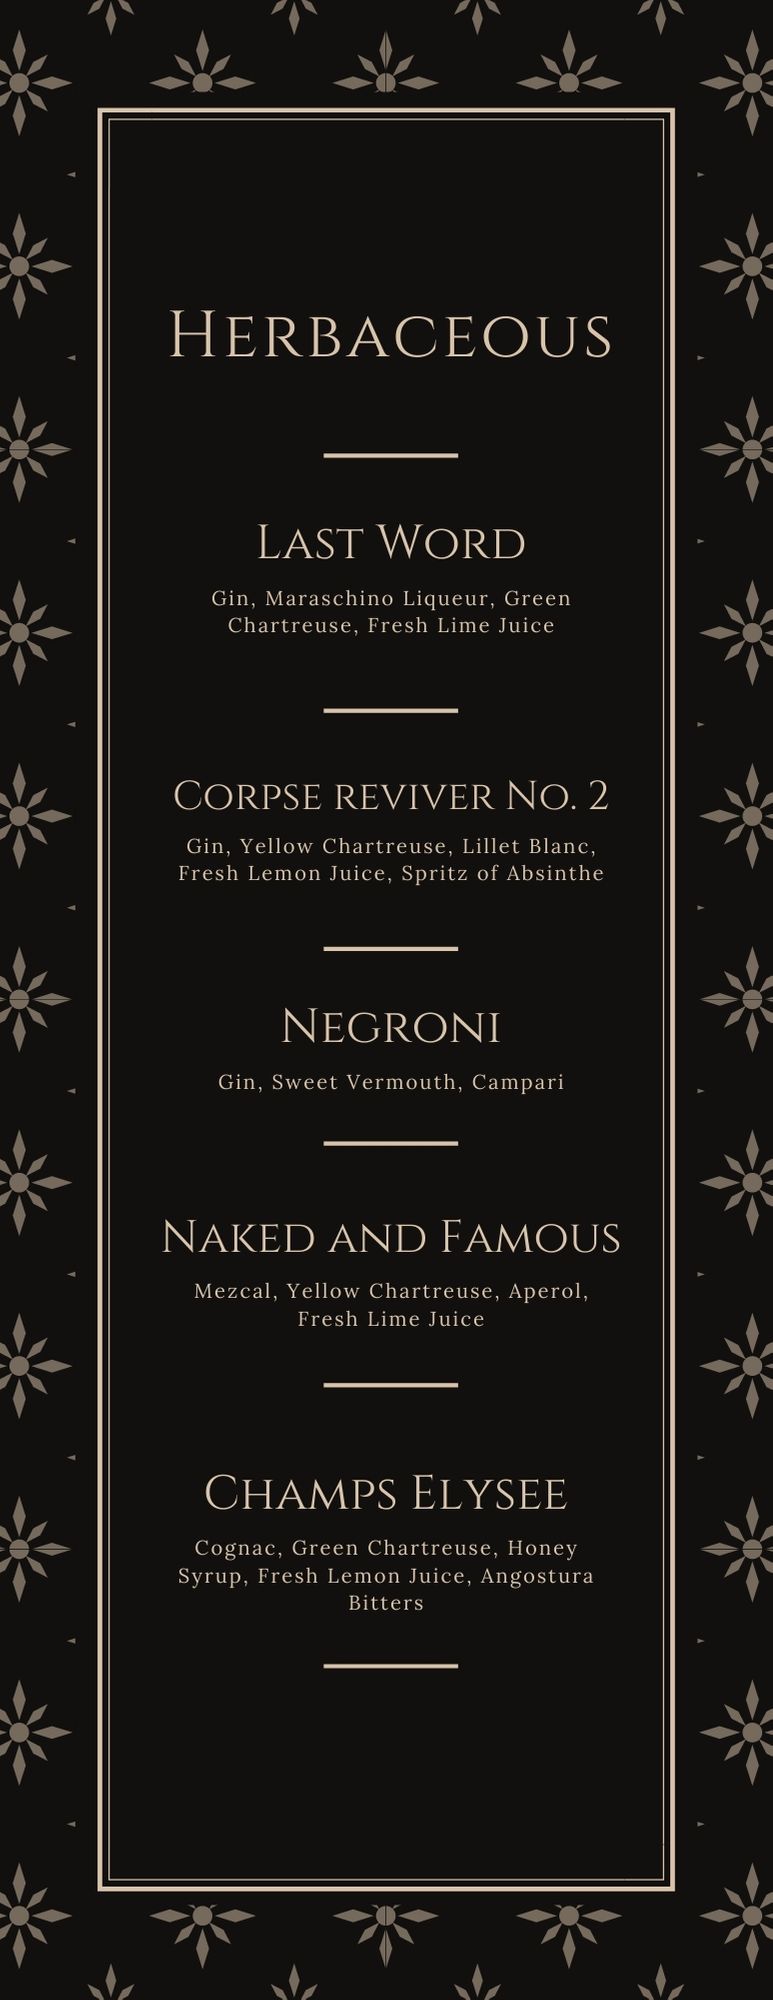 Herbaceous
Last Word
Gin, Maraschino Liqueur, Green
Chartreuse, Fresh Lime Juice
Corpse reviver No. 2
Gin, Yellow Chartreuse, Lillet Blanc,
Fresh Lemon Juice, Spritz of Absinthe
Negroni
Gin, Sweet Vermouth, Campari
Naked and Famous
Mezcal, Yellow Chartreuse, Aperol,
Fresh Lime Juice
Champs Elysee
Cognac, Green Chartreuse, Honey
Syrup, Fresh Lemon Juice, Angostura
Bitters